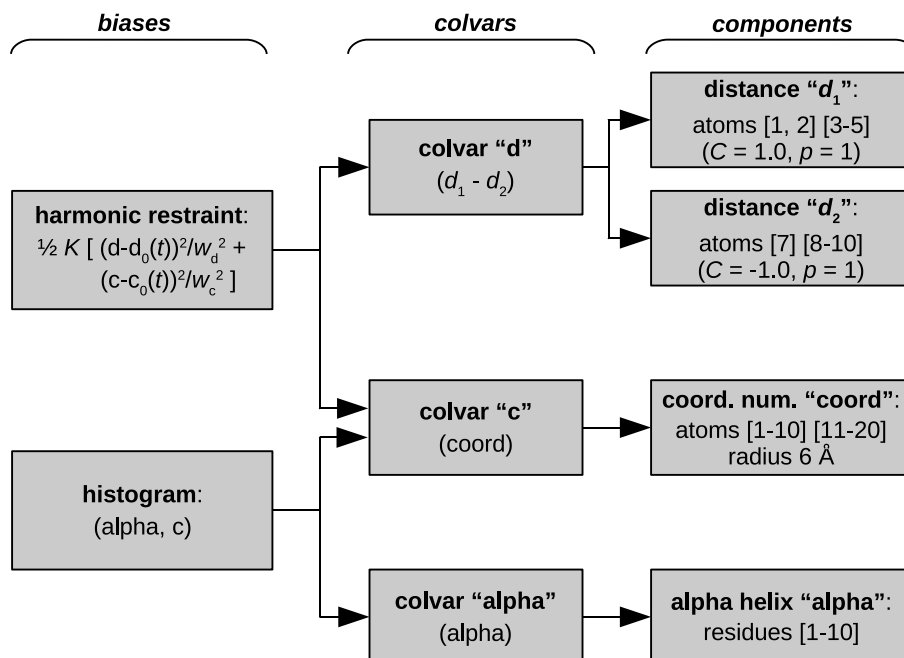 biases
colvars
components
harmonic restraint:
½ K [ (d-d₀(t))²/w_d² +
(c-c₀(t))²/w_c² ]
histogram:
(alpha, c)
colvar “d”
(d₁ - d₂)
colvar “c”
(coord)
colvar “alpha”
(alpha)
distance “d₁”:
atoms [1, 2] [3-5]
(C = 1.0, p = 1)
distance “d₂”:
atoms [7] [8-10]
(C = -1.0, p = 1)
coord. num. “coord”:
atoms [1-10] [11-20]
radius 6 Å
alpha helix “alpha”:
residues [1-10]